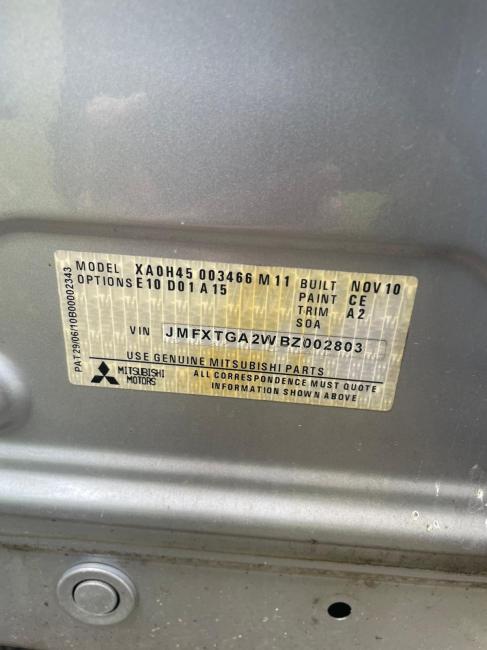 MODEL XA0H45 003466 M11 BUILT NOV10
OPTIONS E10 D01 A15 PAINT CE
TRIM A2
SOA
VIN JMFXTGA2WBZ002803
USE GENUINE MITSUBISHI PARTS
MITSUBISHI MOTORS
ALL CORRESPONDENCE MUST QUOTE
INFORMATION SHOWN ABOVE
PAT29/06/10B00002343